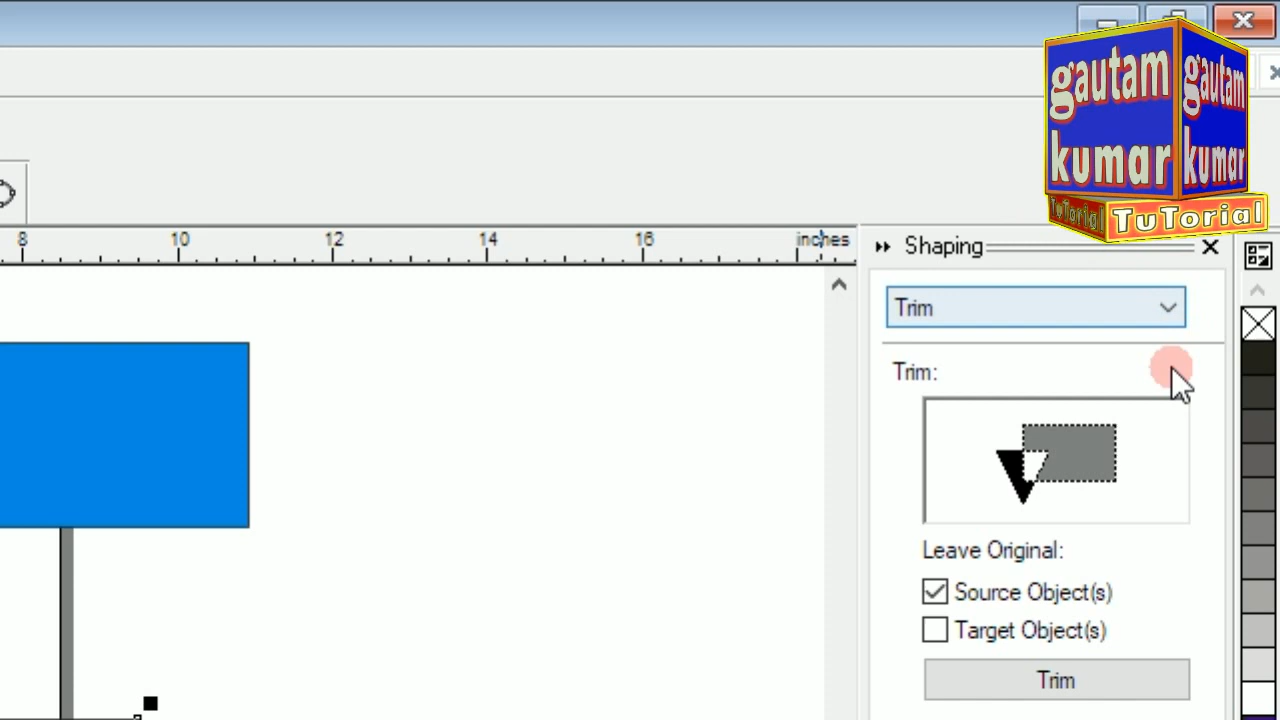 gautam gautam
kumar kumar
TuTorial TuTorial
8 10 12 14 16 inches
Shaping
Trim
Trim:
Leave Original:
Source Object(s)
Target Object(s)
Trim